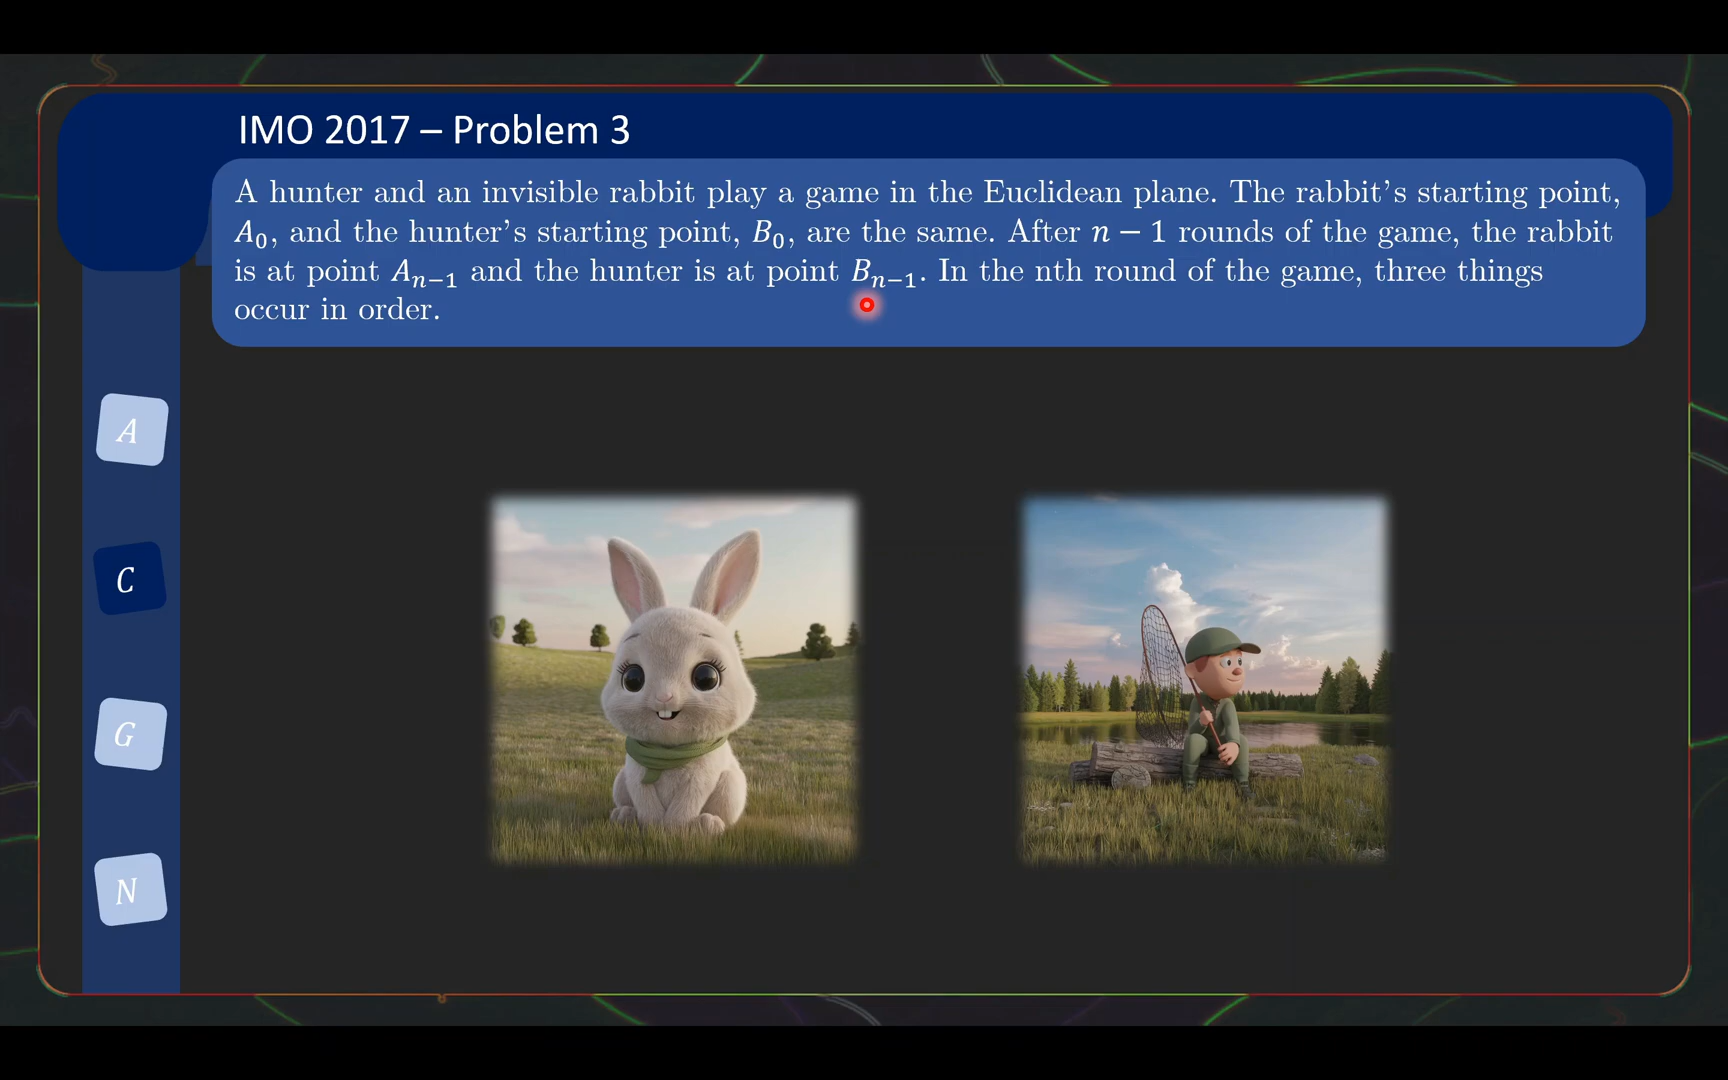 IMO 2017 – Problem 3
A hunter and an invisible rabbit play a game in the Euclidean plane. The rabbit's starting point,
A₀, and the hunter's starting point, B₀, are the same. After n − 1 rounds of the game, the rabbit
is at point Aₙ₋₁ and the hunter is at point Bₙ₋₁. In the nth round of the game, three things
occur in order.
A
C
G
N